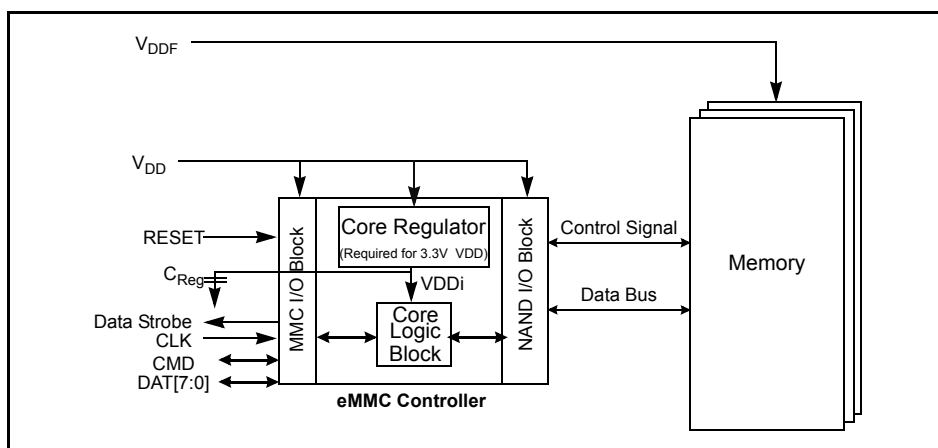 VDDF
VDD
RESET
CReg
Data Strobe
CLK
CMD
DAT[7:0]
MMC I/O Block
Core Regulator
(Required for 3.3V VDD)
VDDi
Core
Logic
Block
NAND I/O Block
Control Signal
Data Bus
Memory
eMMC Controller